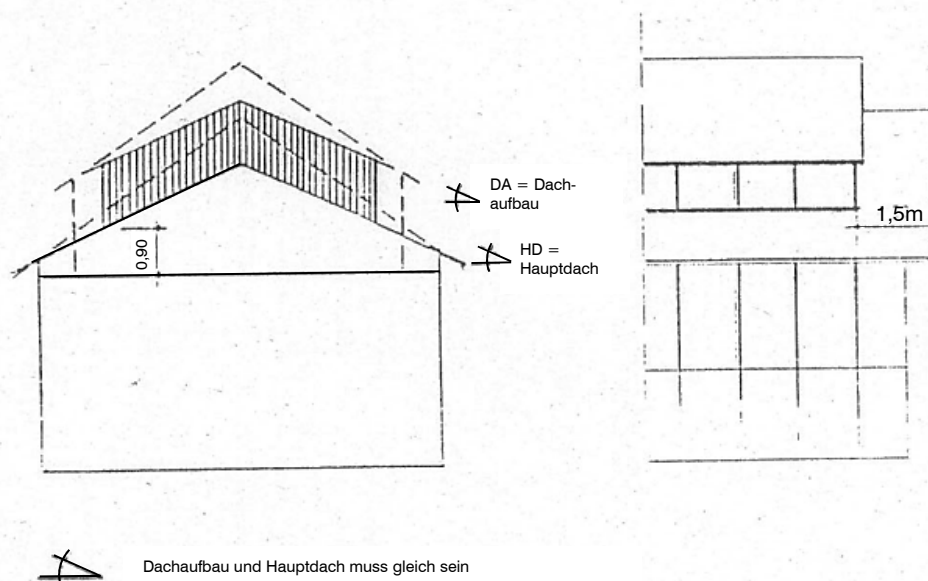 DA = Dach-
aufbau
1,5m
HD =
Hauptdach
0,90
Dachaufbau und Hauptdach muss gleich sein